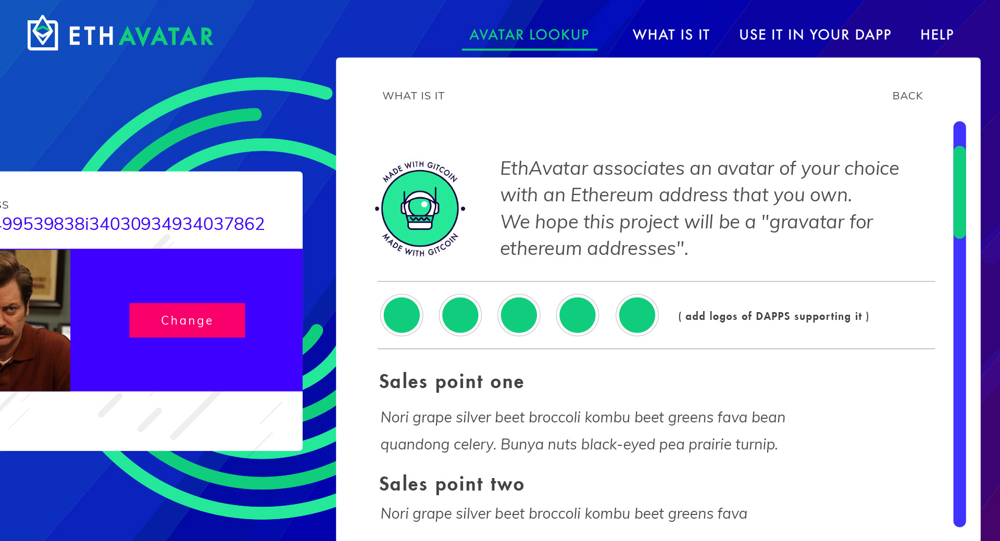 ETHAVATAR
AVATAR LOOKUP
WHAT IS IT
USE IT IN YOUR DAPP
HELP
SS
499539838i34030934934037862
Change
WHAT IS IT
BACK
MADE WITH GITCOIN
MADE WITH GITCOIN
EthAvatar associates an avatar of your choice
with an Ethereum address that you own.
We hope this project will be a "gravatar for
ethereum addresses".
( add logos of DAPPS supporting it )
Sales point one
Nori grape silver beet broccoli kombu beet greens fava bean
quandong celery. Bunya nuts black-eyed pea prairie turnip.
Sales point two
Nori grape silver beet broccoli kombu beet greens fava